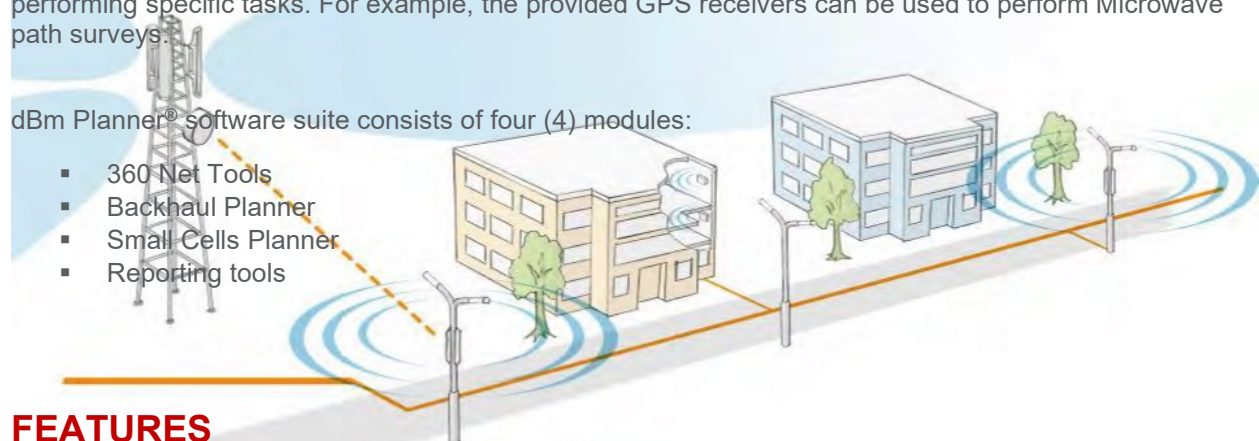 performing specific tasks. For example, the provided GPS receivers can be used to perform Microwave
path surveys.
dBm Planner® software suite consists of four (4) modules:
▪ 360 Net Tools
▪ Backhaul Planner
▪ Small Cells Planner
▪ Reporting tools
FEATURES